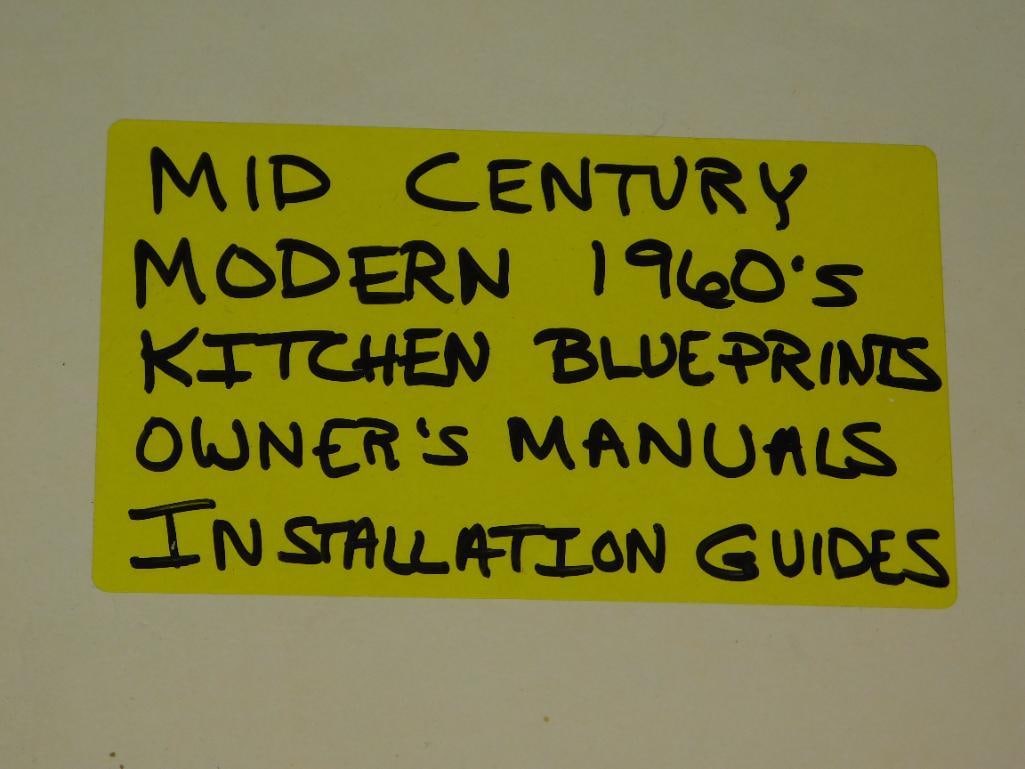 MID CENTURY
MODERN 1960's
KITCHEN BLUEPRINTS
OWNER'S MANUALS
INSTALLATION GUIDES